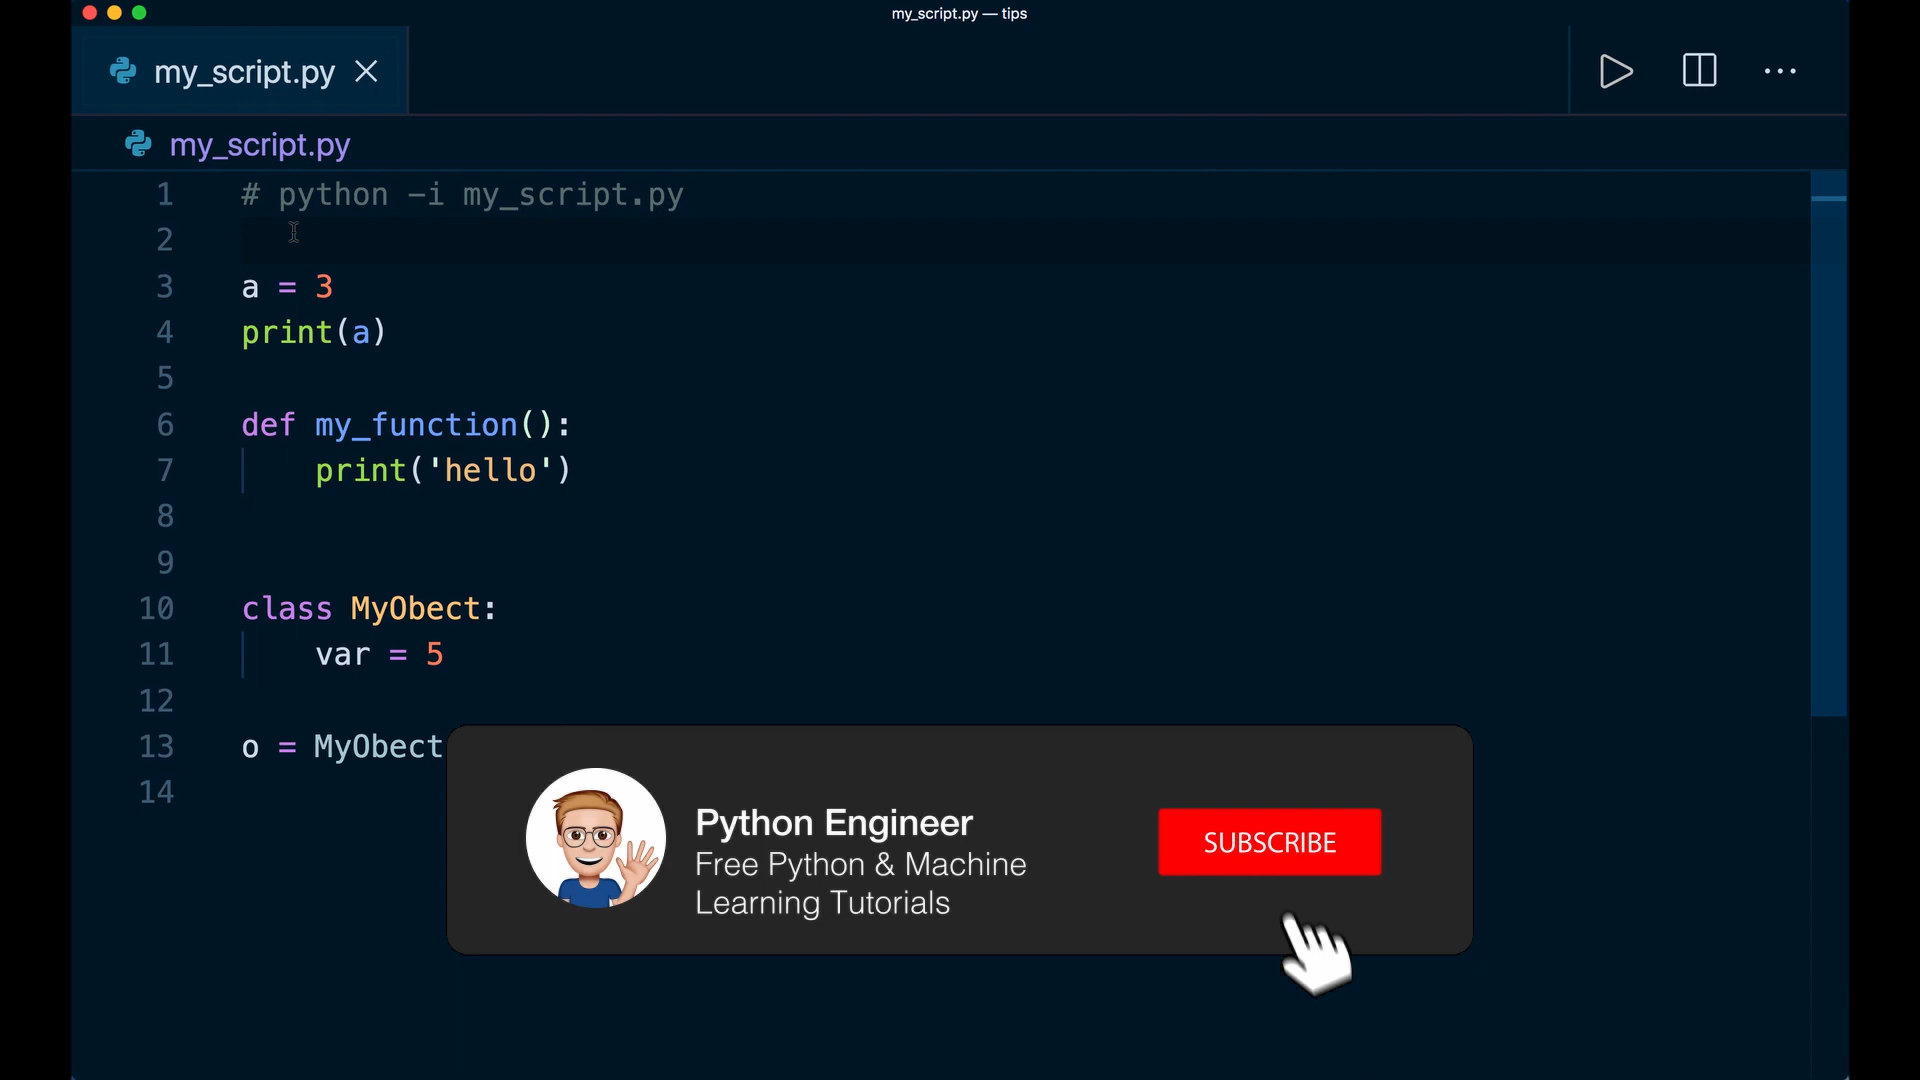 my_script.py — tips
my_script.py
my_script.py
1 # python -i my_script.py
2
3 a = 3
4 print(a)
5
6 def my_function():
7 print('hello')
8
9
10 class MyObect:
11 var = 5
12
13 o = MyObect
14
Python Engineer
Free Python & Machine
Learning Tutorials
SUBSCRIBE